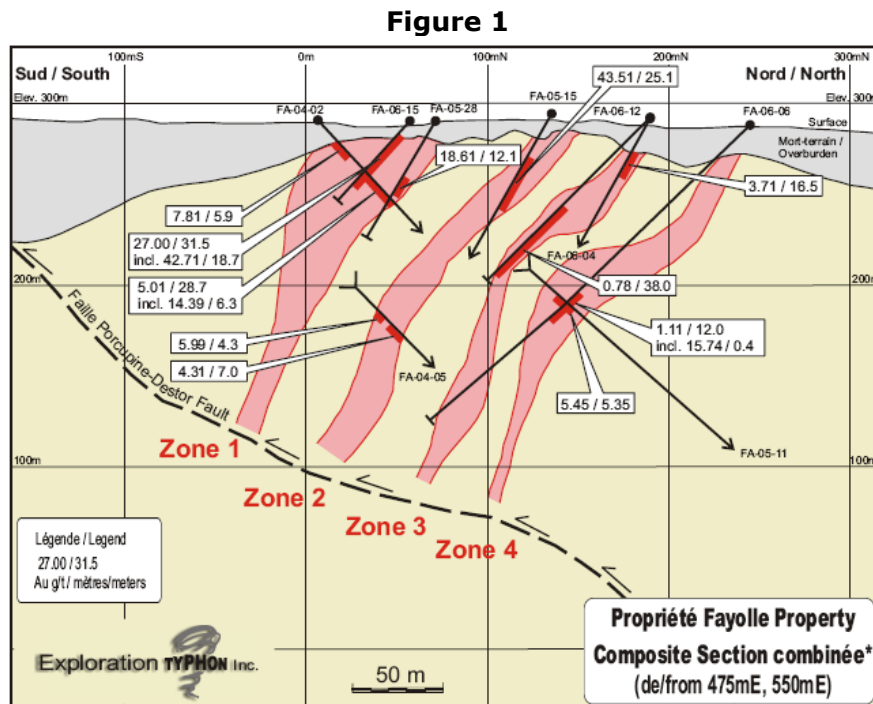 Figure 1
100mS
0m
100mN
200mN
300mN
Sud / South
Nord / North
Elev. 300m
300m
FA-04-02
FA-06-15
FA-05-28
43.51 / 25.1
FA-05-15
FA-06-12
FA-06-06
Surface
Mort-terrain /
Overburden
18.61 / 12.1
3.71 / 16.5
7.81 / 5.9
27.00 / 31.5
incl. 42.71 / 18.7
5.01 / 28.7
incl. 14.39 / 6.3
FA-06-04
200m
200m
0.78 / 38.0
1.11 / 12.0
incl. 15.74 / 0.4
5.99 / 4.3
4.31 / 7.0
FA-04-05
5.45 / 5.35
Faille Porcupine-Destor Fault
FA-05-11
Zone 1
100m
100m
Zone 2
Zone 3
Zone 4
Légende / Legend
27.00 / 31.5
Au g/t / mètres/meters
Exploration TYPHON Inc.
50 m
Propriété Fayolle Property
Composite Section combinée*
(de/from 475mE, 550mE)